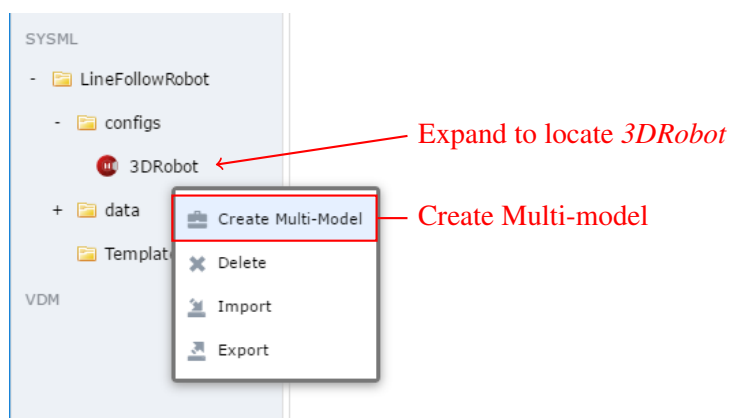 SYSML
- LineFollowRobot
- configs
Expand to locate 3DRobot
3DRobot
+ data
Create Multi-Model
Create Multi-model
Templat
Delete
VDM
Import
Export